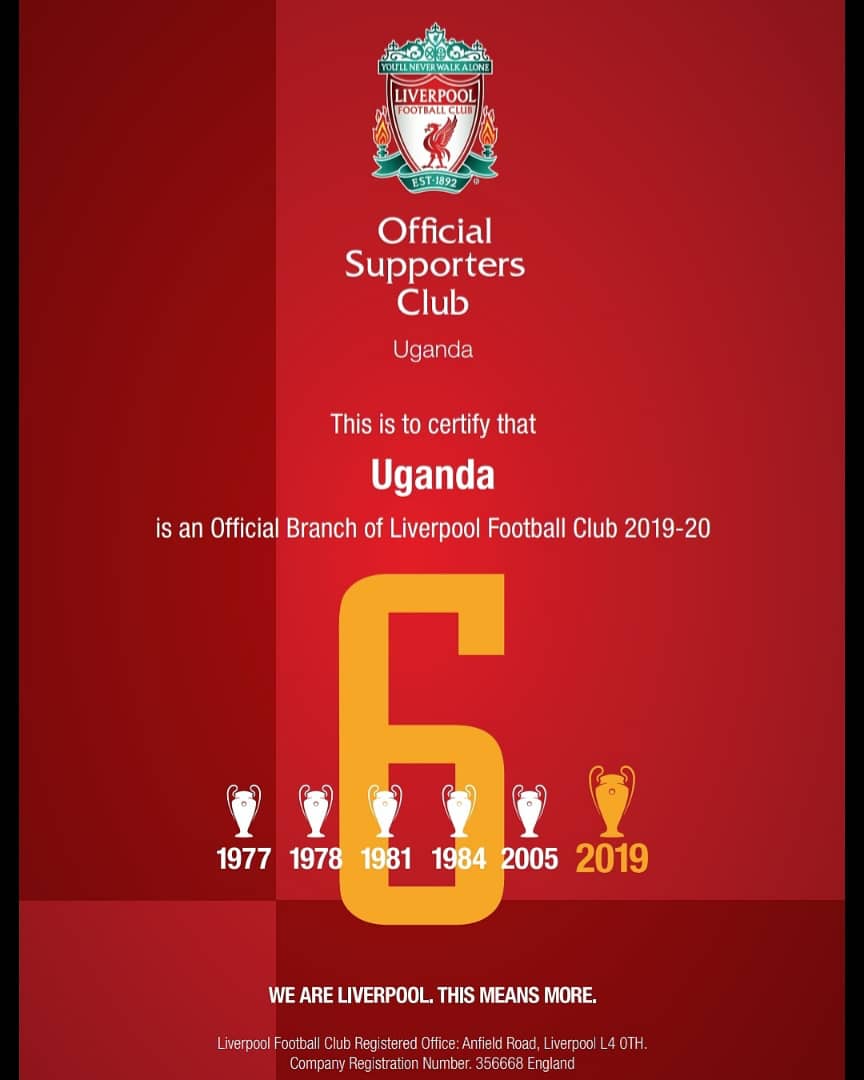 YOU'LL NEVER WALK ALONE
LIVERPOOL
FOOTBALL CLUB
EST·1892
®
Official
Supporters
Club
Uganda
This is to certify that
Uganda
is an Official Branch of Liverpool Football Club 2019-20
6
1977 1978 1981 1984 2005 2019
WE ARE LIVERPOOL. THIS MEANS MORE.
Liverpool Football Club Registered Office: Anfield Road, Liverpool L4 0TH.
Company Registration Number. 356668 England